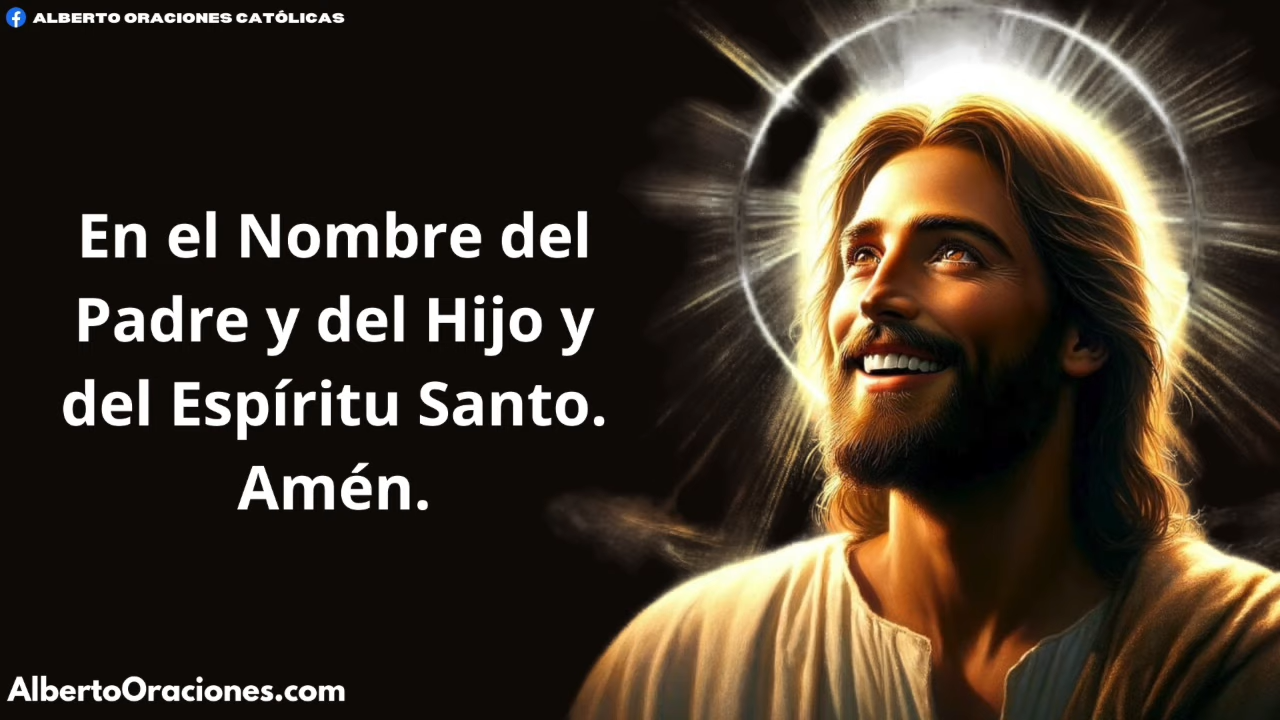 ALBERTO ORACIONES CATÓLICAS
En el Nombre del
Padre y del Hijo y
del Espíritu Santo.
Amén.
AlbertoOraciones.com